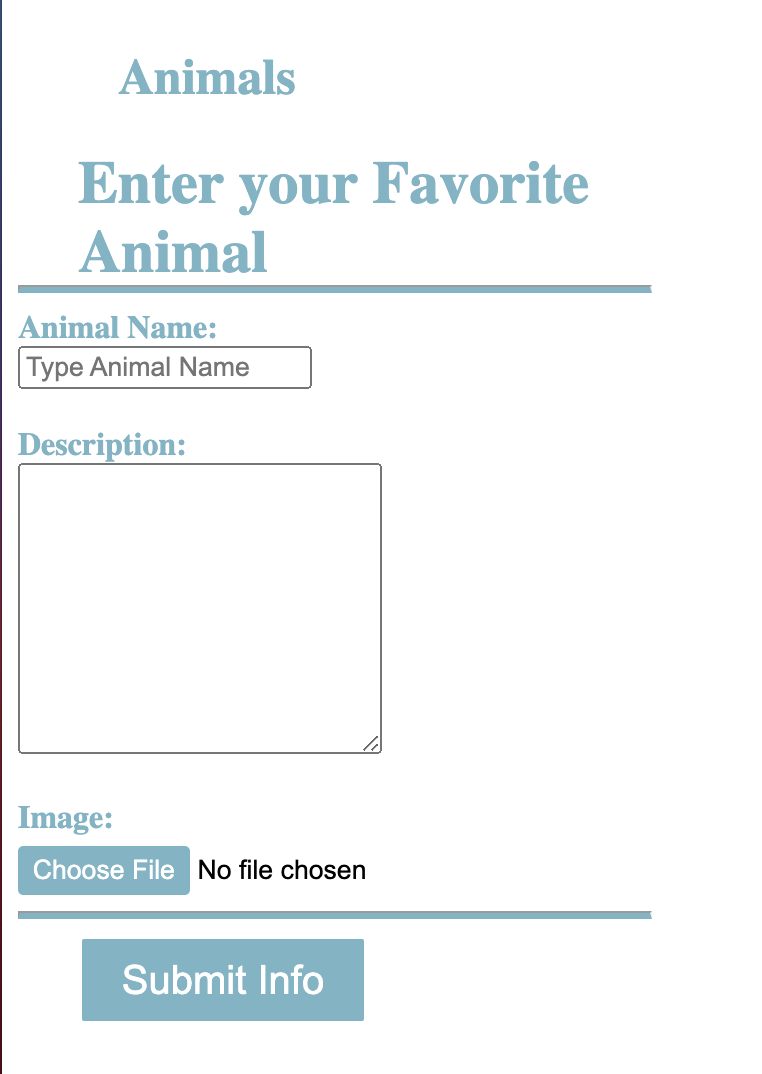 Animals
Enter your Favorite
Animal
Animal Name:
Type Animal Name
Description:
Image:
Choose File No file chosen
Submit Info